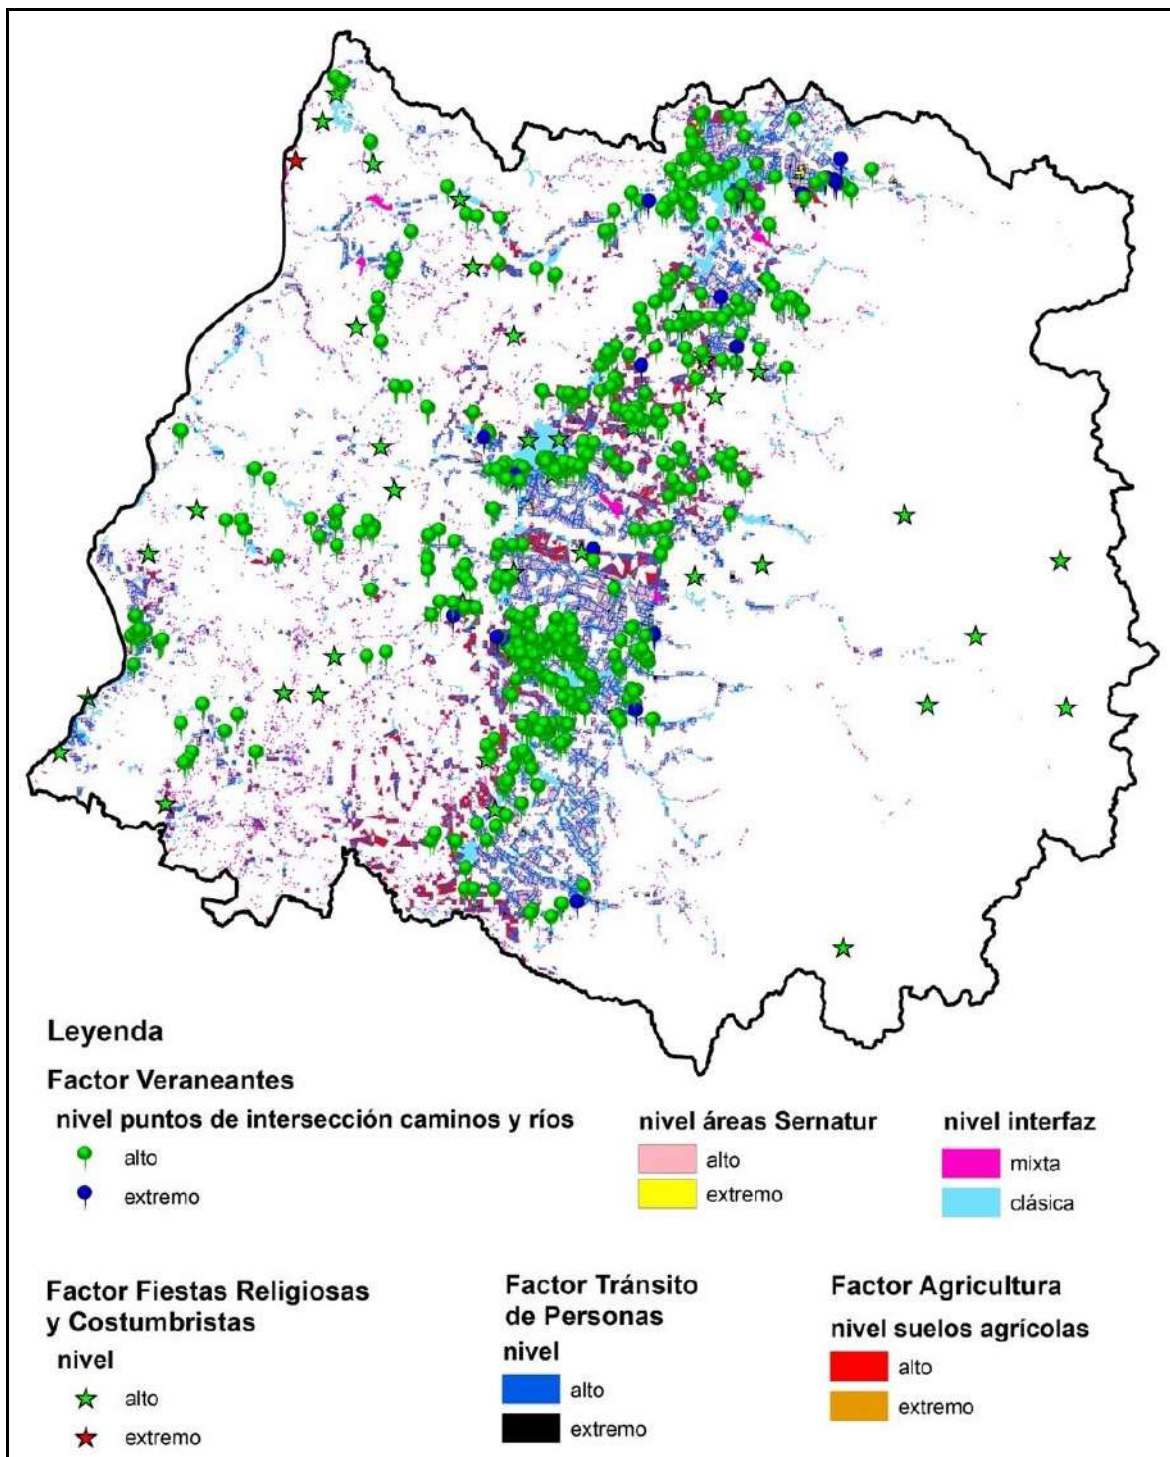 Leyenda
Factor Veraneantes
nivel puntos de intersección caminos y ríos
alto
extremo
nivel áreas Sernatur
alto
extremo
nivel interfaz
mixta
clásica
Factor Fiestas Religiosas
y Costumbristas
nivel
alto
extremo
Factor Tránsito
de Personas
nivel
alto
extremo
Factor Agricultura
nivel suelos agrícolas
alto
extremo